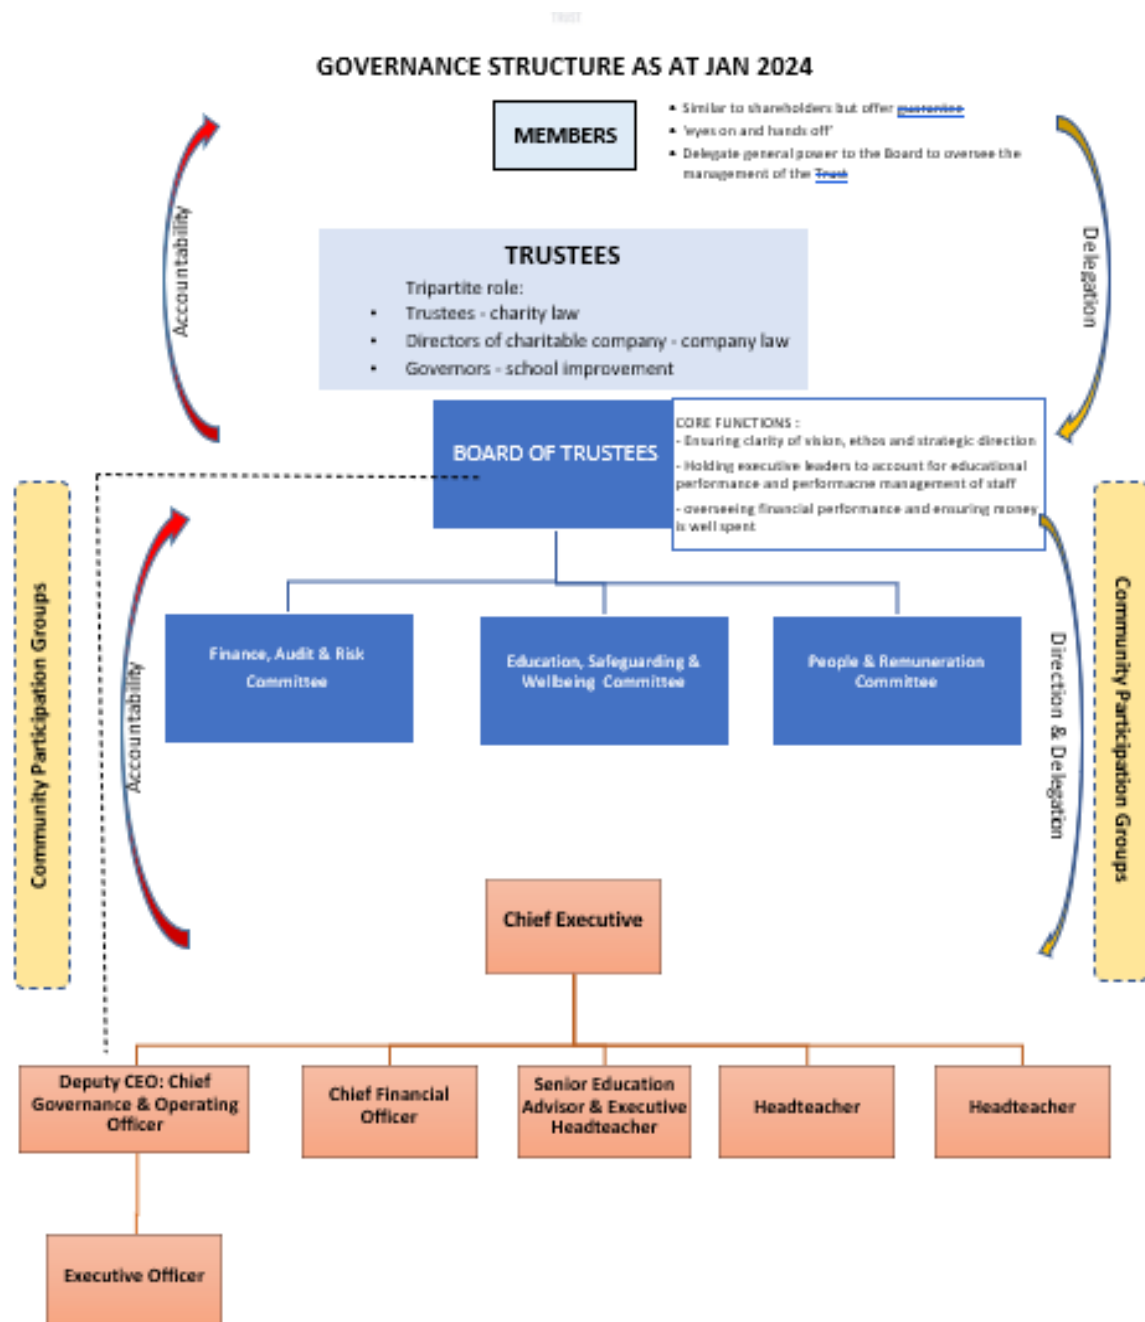 TRUST
GOVERNANCE STRUCTURE AS AT JAN 2024
MEMBERS
• Similar to shareholders but offer guarantee
• 'eyes on and hands off'
• Delegate general power to the Board to oversee the
management of the Trust
Accountability
Delegation
TRUSTEES
Tripartite role:
• Trustees - charity law
• Directors of charitable company - company law
• Governors - school improvement
BOARD OF TRUSTEES
CORE FUNCTIONS :
- Ensuring clarity of vision, ethos and strategic direction
- Holding executive leaders to account for educational
performance and performacne management of staff
- overseeing financial performance and ensuring money
is well spent
Community Participation Groups
Accountability
Finance, Audit & Risk
Committee
Education, Safeguarding &
Wellbeing Committee
People & Remuneration
Committee
Direction & Delegation
Community Participation Groups
Chief Executive
Deputy CEO: Chief
Governance & Operating
Officer
Chief Financial
Officer
Senior Education
Advisor & Executive
Headteacher
Headteacher
Headteacher
Executive Officer